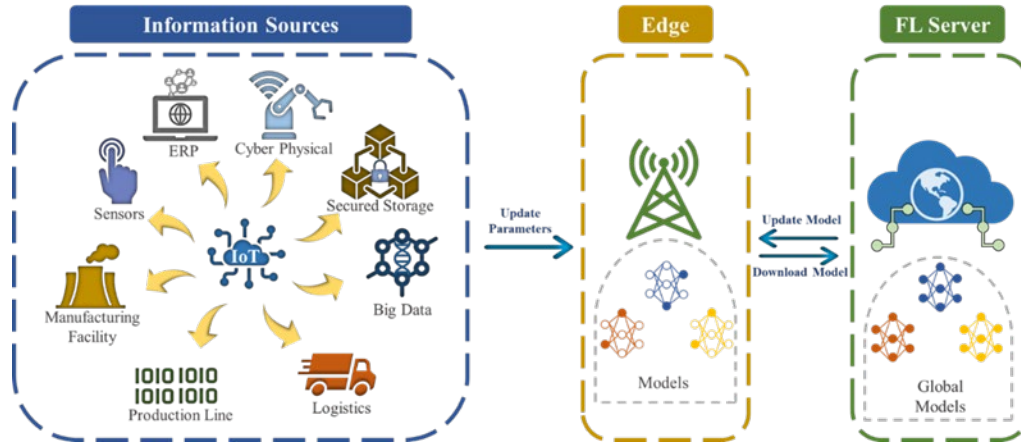 Information Sources
Edge
FL Server
ERP
Cyber Physical
Sensors
Secured Storage
IoT
Manufacturing
Facility
Big Data
1010 1010
1010 1010
Production Line
Logistics
Update
Parameters
Update Model
Download Model
Models
Global
Models